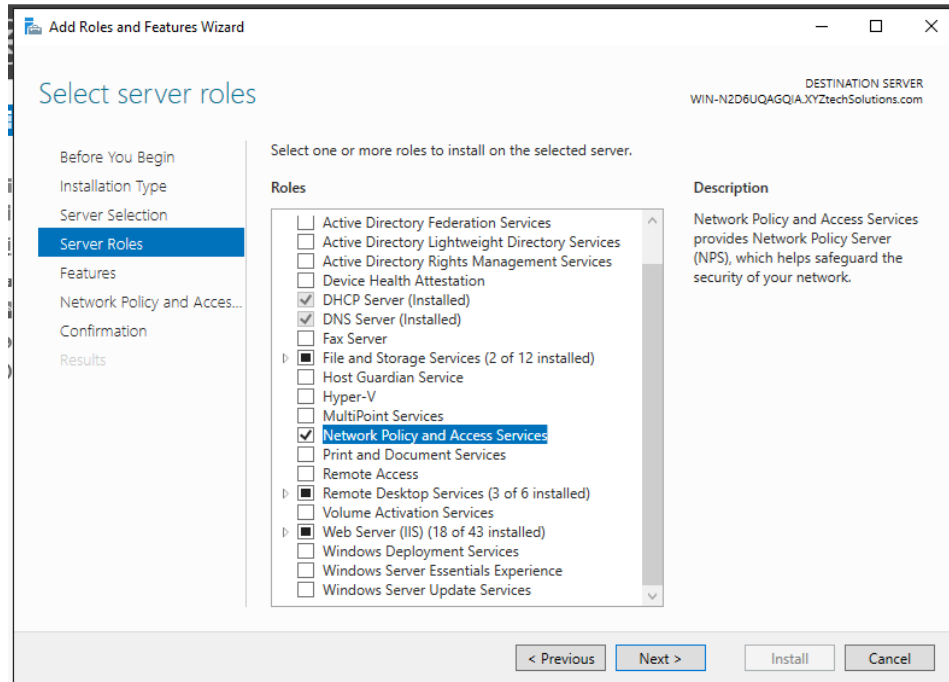 Add Roles and Features Wizard
Select server roles
DESTINATION SERVER
WIN-N2D6UQAGQIA.XYZtechSolutions.com
Before You Begin
Installation Type
Server Selection
Server Roles
Features
Network Policy and Acces...
Confirmation
Results
Select one or more roles to install on the selected server.
Roles
Active Directory Federation Services
Active Directory Lightweight Directory Services
Active Directory Rights Management Services
Device Health Attestation
DHCP Server (Installed)
DNS Server (Installed)
Fax Server
File and Storage Services (2 of 12 installed)
Host Guardian Service
Hyper-V
MultiPoint Services
Network Policy and Access Services
Print and Document Services
Remote Access
Remote Desktop Services (3 of 6 installed)
Volume Activation Services
Web Server (IIS) (18 of 43 installed)
Windows Deployment Services
Windows Server Essentials Experience
Windows Server Update Services
Description
Network Policy and Access Services
provides Network Policy Server
(NPS), which helps safeguard the
security of your network.
< Previous
Next >
Install
Cancel